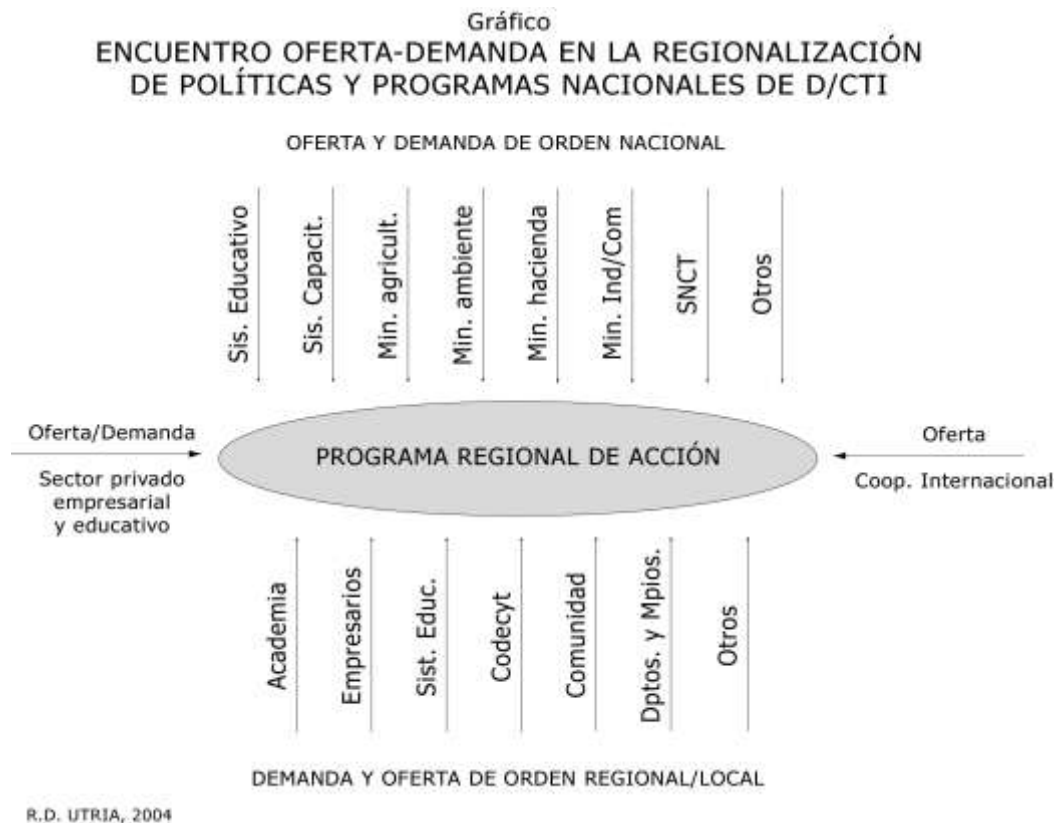 Gráfico
ENCUENTRO OFERTA-DEMANDA EN LA REGIONALIZACIÓN
DE POLÍTICAS Y PROGRAMAS NACIONALES DE D/CTI
OFERTA Y DEMANDA DE ORDEN NACIONAL
Sis. Educativo
Sis. Capacit.
Min. agricult.
Min. ambiente
Min. hacienda
Min. Ind/Com
SNCT
Otros
Oferta/Demanda
Sector privado
empresarial
y educativo
PROGRAMA REGIONAL DE ACCIÓN
Oferta
Coop. Internacional
Academia
Empresarios
Sist. Educ.
Codecyt
Comunidad
Dptos. y Mpios.
Otros
DEMANDA Y OFERTA DE ORDEN REGIONAL/LOCAL
R.D. UTRIA, 2004